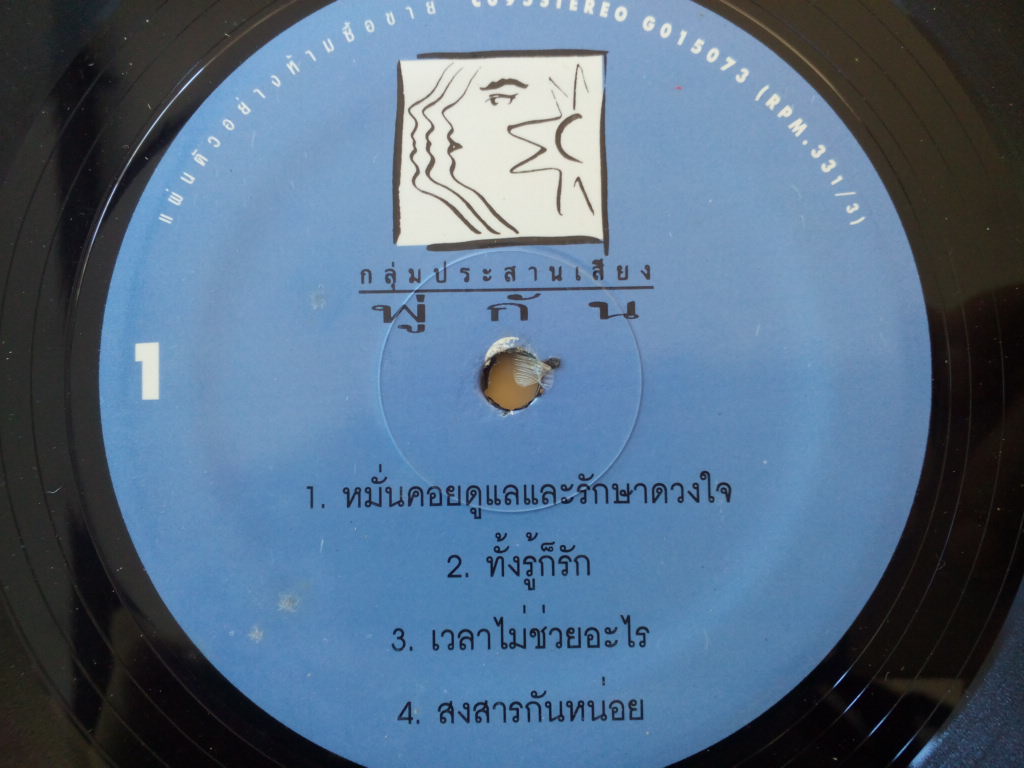 แผ่นตัวอย่างห้ามซื้อขาย
STEREO G015073 (RPM.331/3)
กลุ่มประสานเสียง
พู่กัน
1
1. หมั่นคอยดูแลและรักษาดวงใจ
2. ทั้งรู้ก็รัก
3. เวลาไม่ช่วยอะไร
4. สงสารกันหน่อย